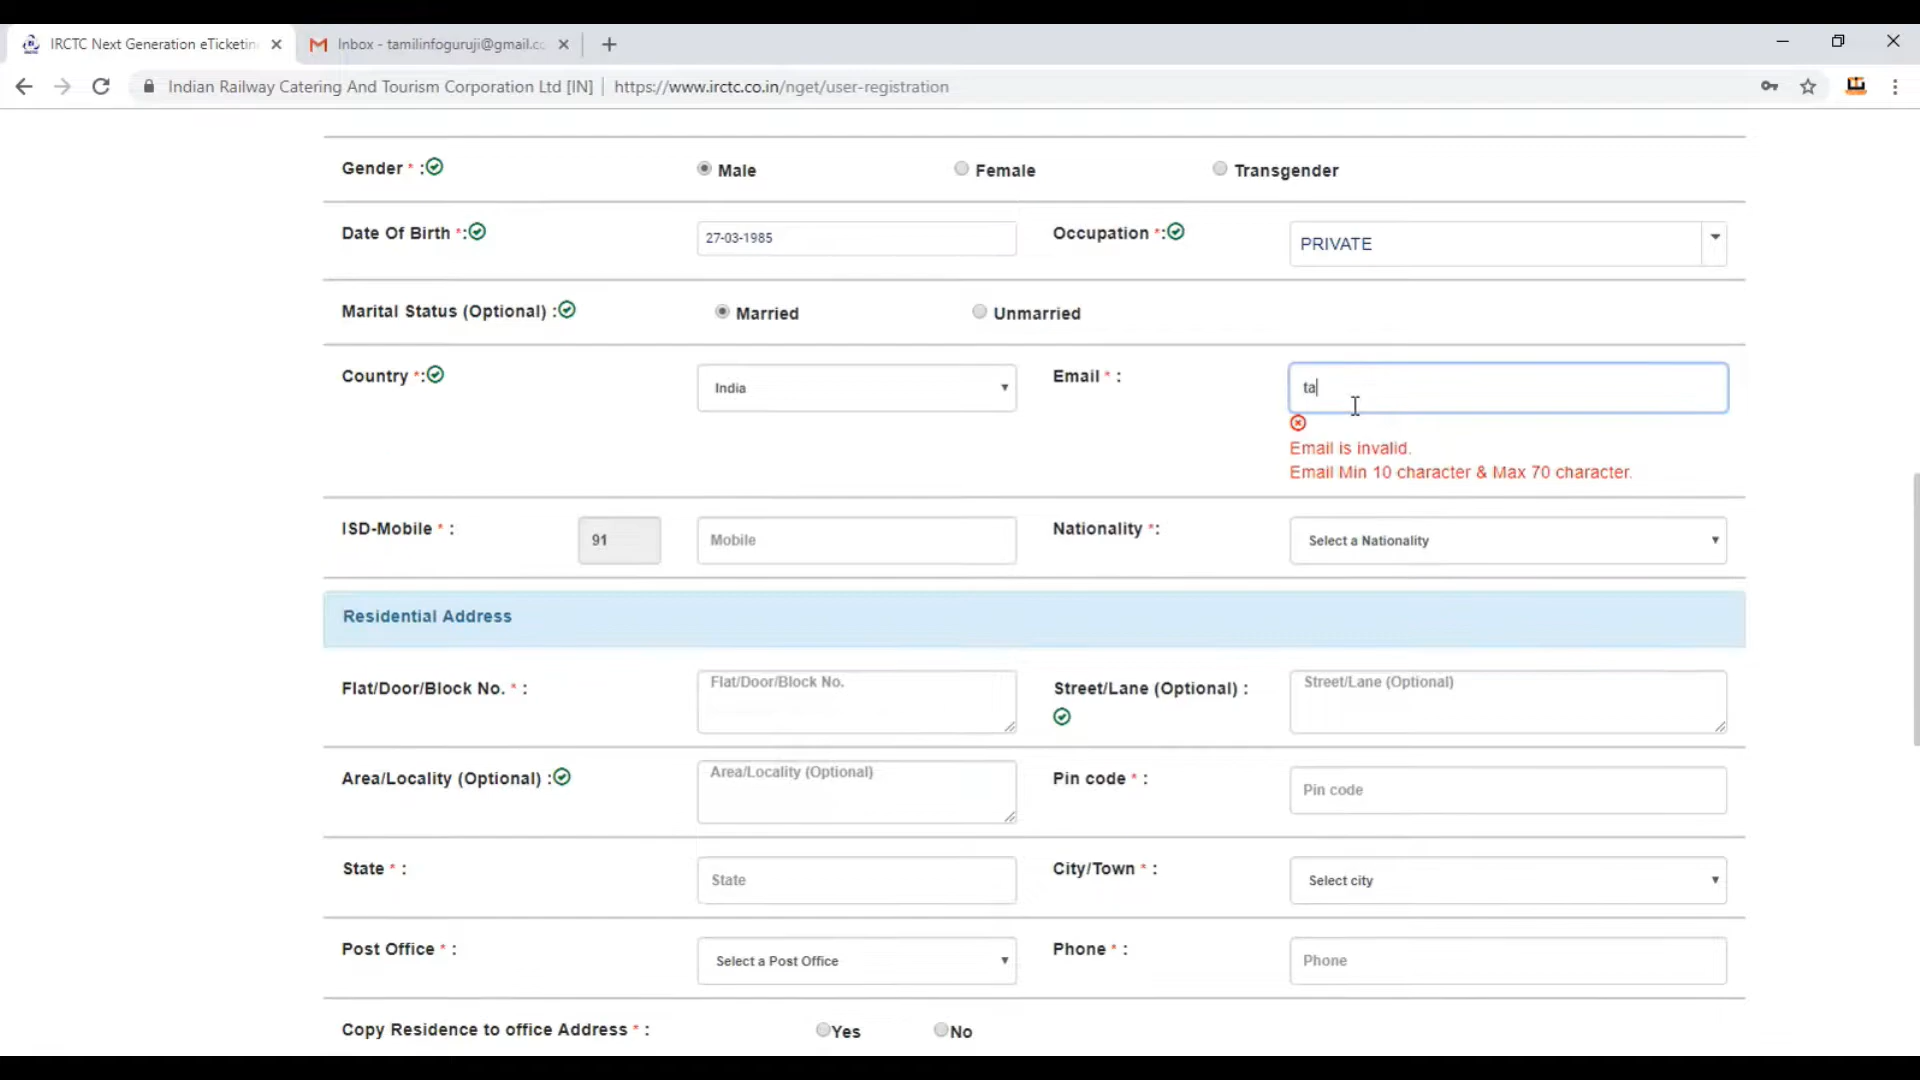 IRCTC Next Generation eTicketin
Inbox - tamilinfoguruji@gmail.c
Indian Railway Catering And Tourism Corporation Ltd [IN] | https://www.irctc.co.in/nget/user-registration
Gender * : Male Female Transgender
Date Of Birth *: 27-03-1985 Occupation *: PRIVATE
Marital Status (Optional) : Married Unmarried
Country *: India Email * : ta
Email is invalid.
Email Min 10 character & Max 70 character.
ISD-Mobile * : 91 Mobile Nationality *: Select a Nationality
Residential Address
Flat/Door/Block No. * : Flat/Door/Block No. Street/Lane (Optional) : Street/Lane (Optional)
Area/Locality (Optional) : Area/Locality (Optional) Pin code * : Pin code
State * : State City/Town * : Select city
Post Office * : Select a Post Office Phone * : Phone
Copy Residence to office Address * : Yes No